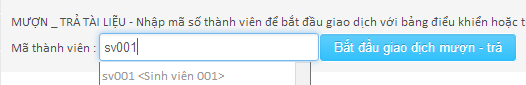 MƯỢN _ TRẢ TÀI LIỆU - Nhập mã số thành viên để bắt đầu giao dịch với bảng điều khiển hoặc t
Mã thành viên : sv001 Bắt đầu giao dịch mượn - trả
sv001 <Sinh viên 001>